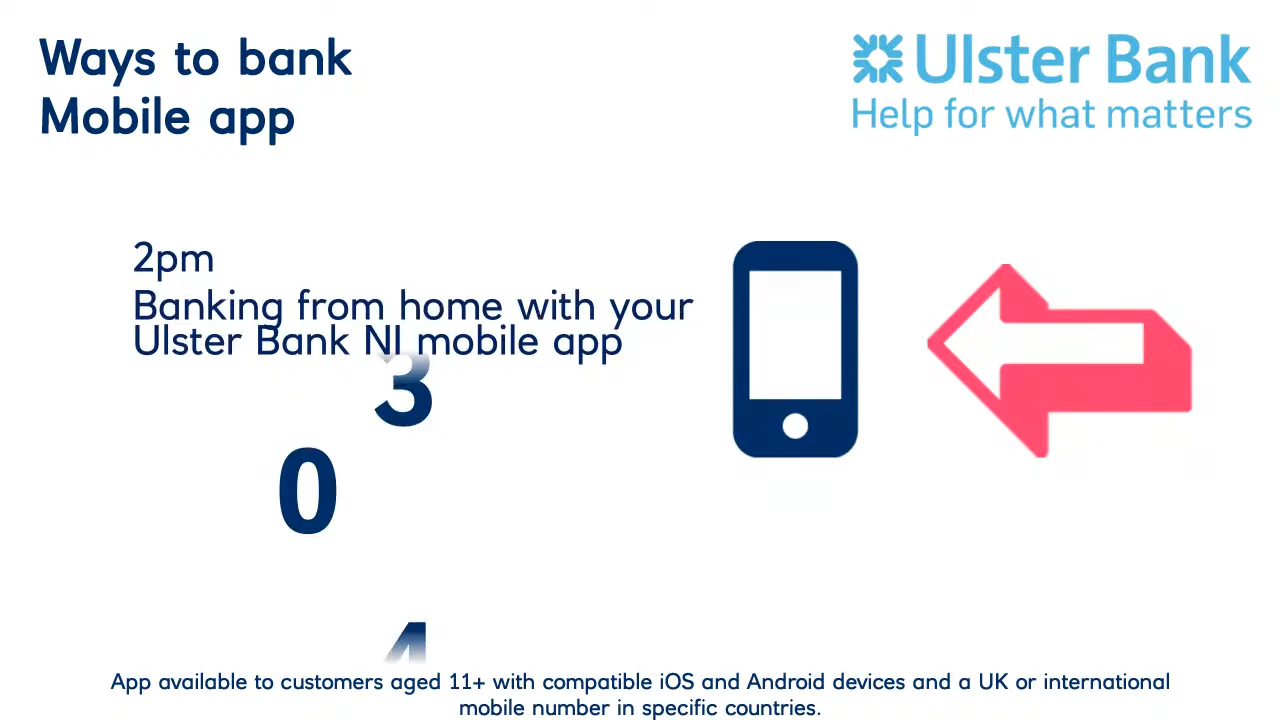 Ways to bank
Mobile app
Ulster Bank
Help for what matters
2pm
Banking from home with your
Ulster Bank NI mobile app
3
0
4
App available to customers aged 11+ with compatible iOS and Android devices and a UK or international
mobile number in specific countries.